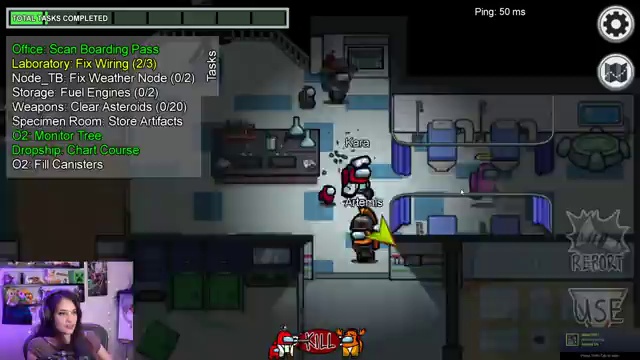 TOTAL TASKS COMPLETED
Ping: 50 ms
Office: Scan Boarding Pass
Laboratory: Fix Wiring (2/3)
Node_TB: Fix Weather Node (0/2)
Storage: Fuel Engines (0/2)
Weapons: Clear Asteroids (0/20)
Specimen Room: Store Artifacts
O2: Monitor Tree
Dropship: Chart Course
O2: Fill Canisters
Tasks
Kara
Artemis
REPORT
USE
KILL